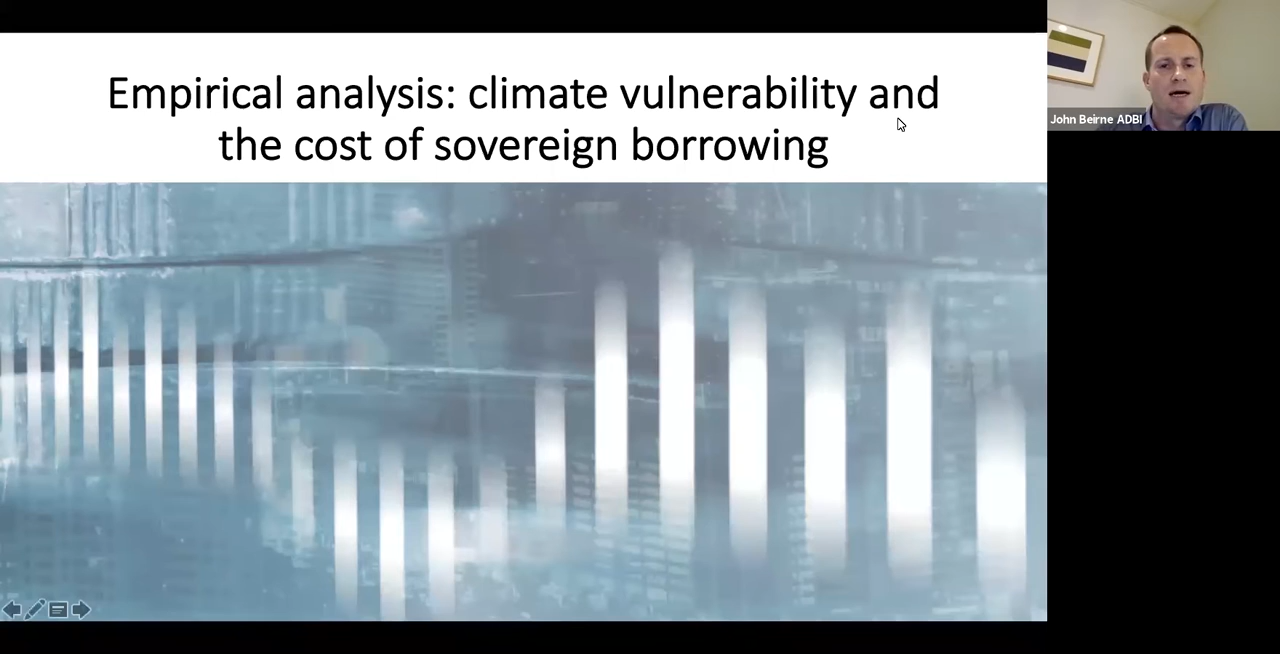 Empirical analysis: climate vulnerability and
the cost of sovereign borrowing
John Beirne ADBI